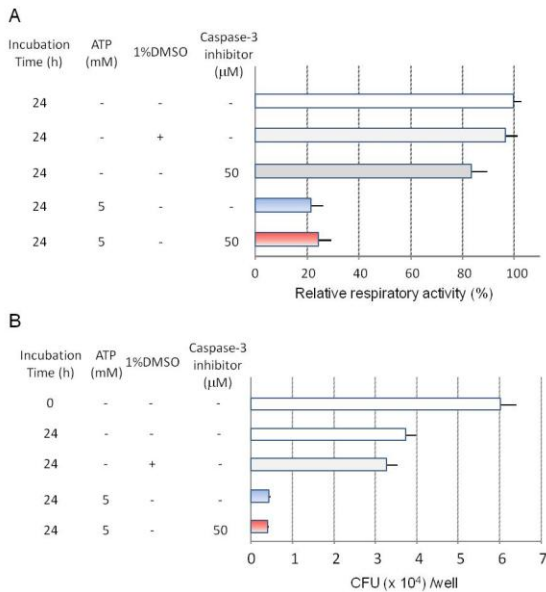 A
Incubation Time (h) ATP (mM) 1%DMSO Caspase-3 inhibitor (μM)
24 - - -
24 - + -
24 - - 50
24 5 - -
24 5 - 50
0 20 40 60 80 100
Relative respiratory activity (%)
B
Incubation Time (h) ATP (mM) 1%DMSO Caspase-3 inhibitor (μM)
0 - - -
24 - - -
24 - + -
24 5 - -
24 5 - 50
0 1 2 3 4 5 6 7
CFU (x 10⁴) /well